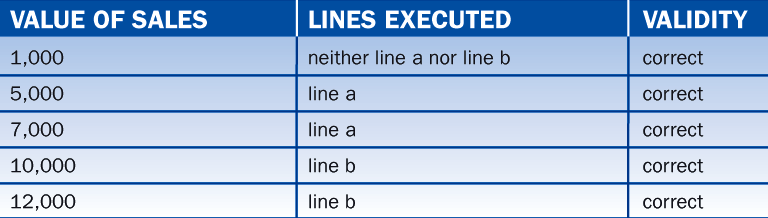 VALUE OF SALES LINES EXECUTED VALIDITY
1,000 neither line a nor line b correct
5,000 line a correct
7,000 line a correct
10,000 line b correct
12,000 line b correct